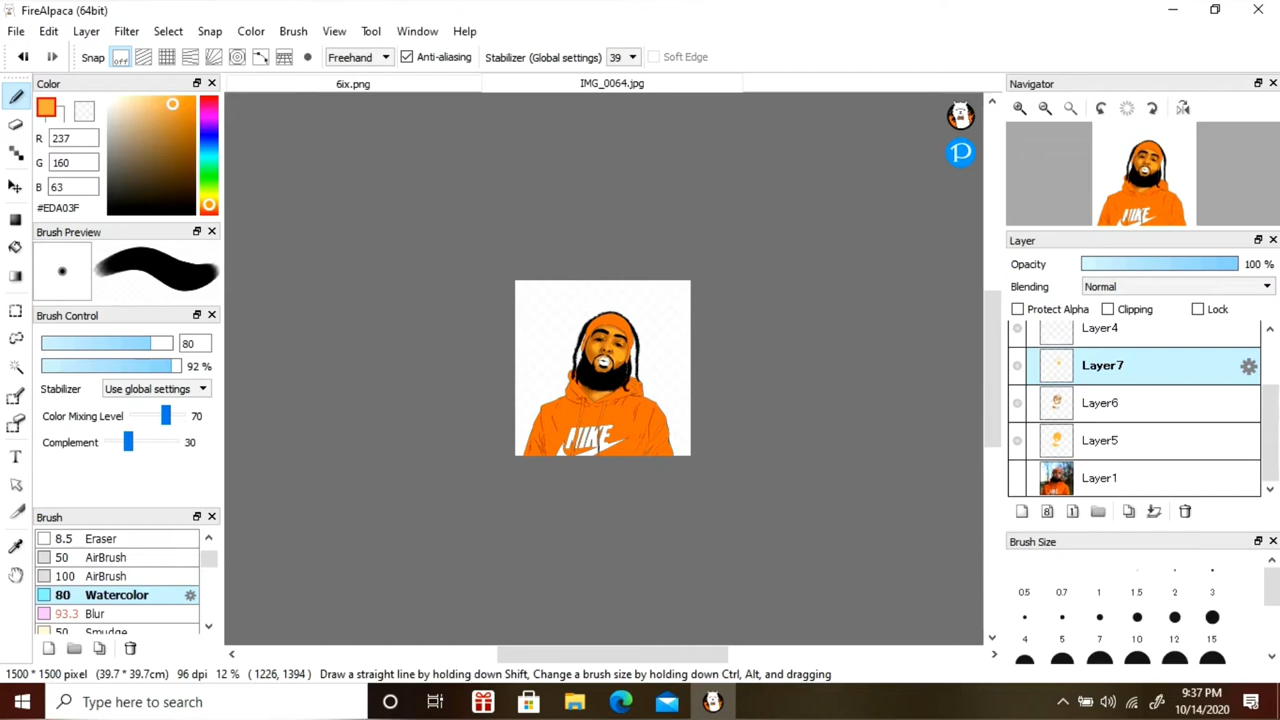 FireAlpaca (64bit)
File Edit Layer Filter Select Snap Color Brush View Tool Window Help
Snap off Freehand Anti-aliasing Stabilizer (Global settings) 39 Soft Edge
Color 6ix.png IMG_0064.jpg Navigator
R 237
G 160
B 63
#EDA03F
Brush Preview
Layer
Opacity 100 %
Blending Normal
Protect Alpha Clipping Lock
Brush Control
80
92 %
Stabilizer Use global settings
Color Mixing Level 70
Complement 30
Layer4
Layer7
Layer6
Layer5
Layer1
8 1
NIKE
NIKE
Brush
8.5 Eraser
50 AirBrush
100 AirBrush
80 Watercolor
93.3 Blur
50 Smudge
Brush Size
0.5 0.7 1 1.5 2 3
4 5 7 10 12 15
1500 * 1500 pixel (39.7 * 39.7cm) 96 dpi 12 % ( 1226, 1394 ) Draw a straight line by holding down Shift, Change a brush size by holding down Ctrl, Alt, and dragging
Type here to search
9:37 PM
10/14/2020